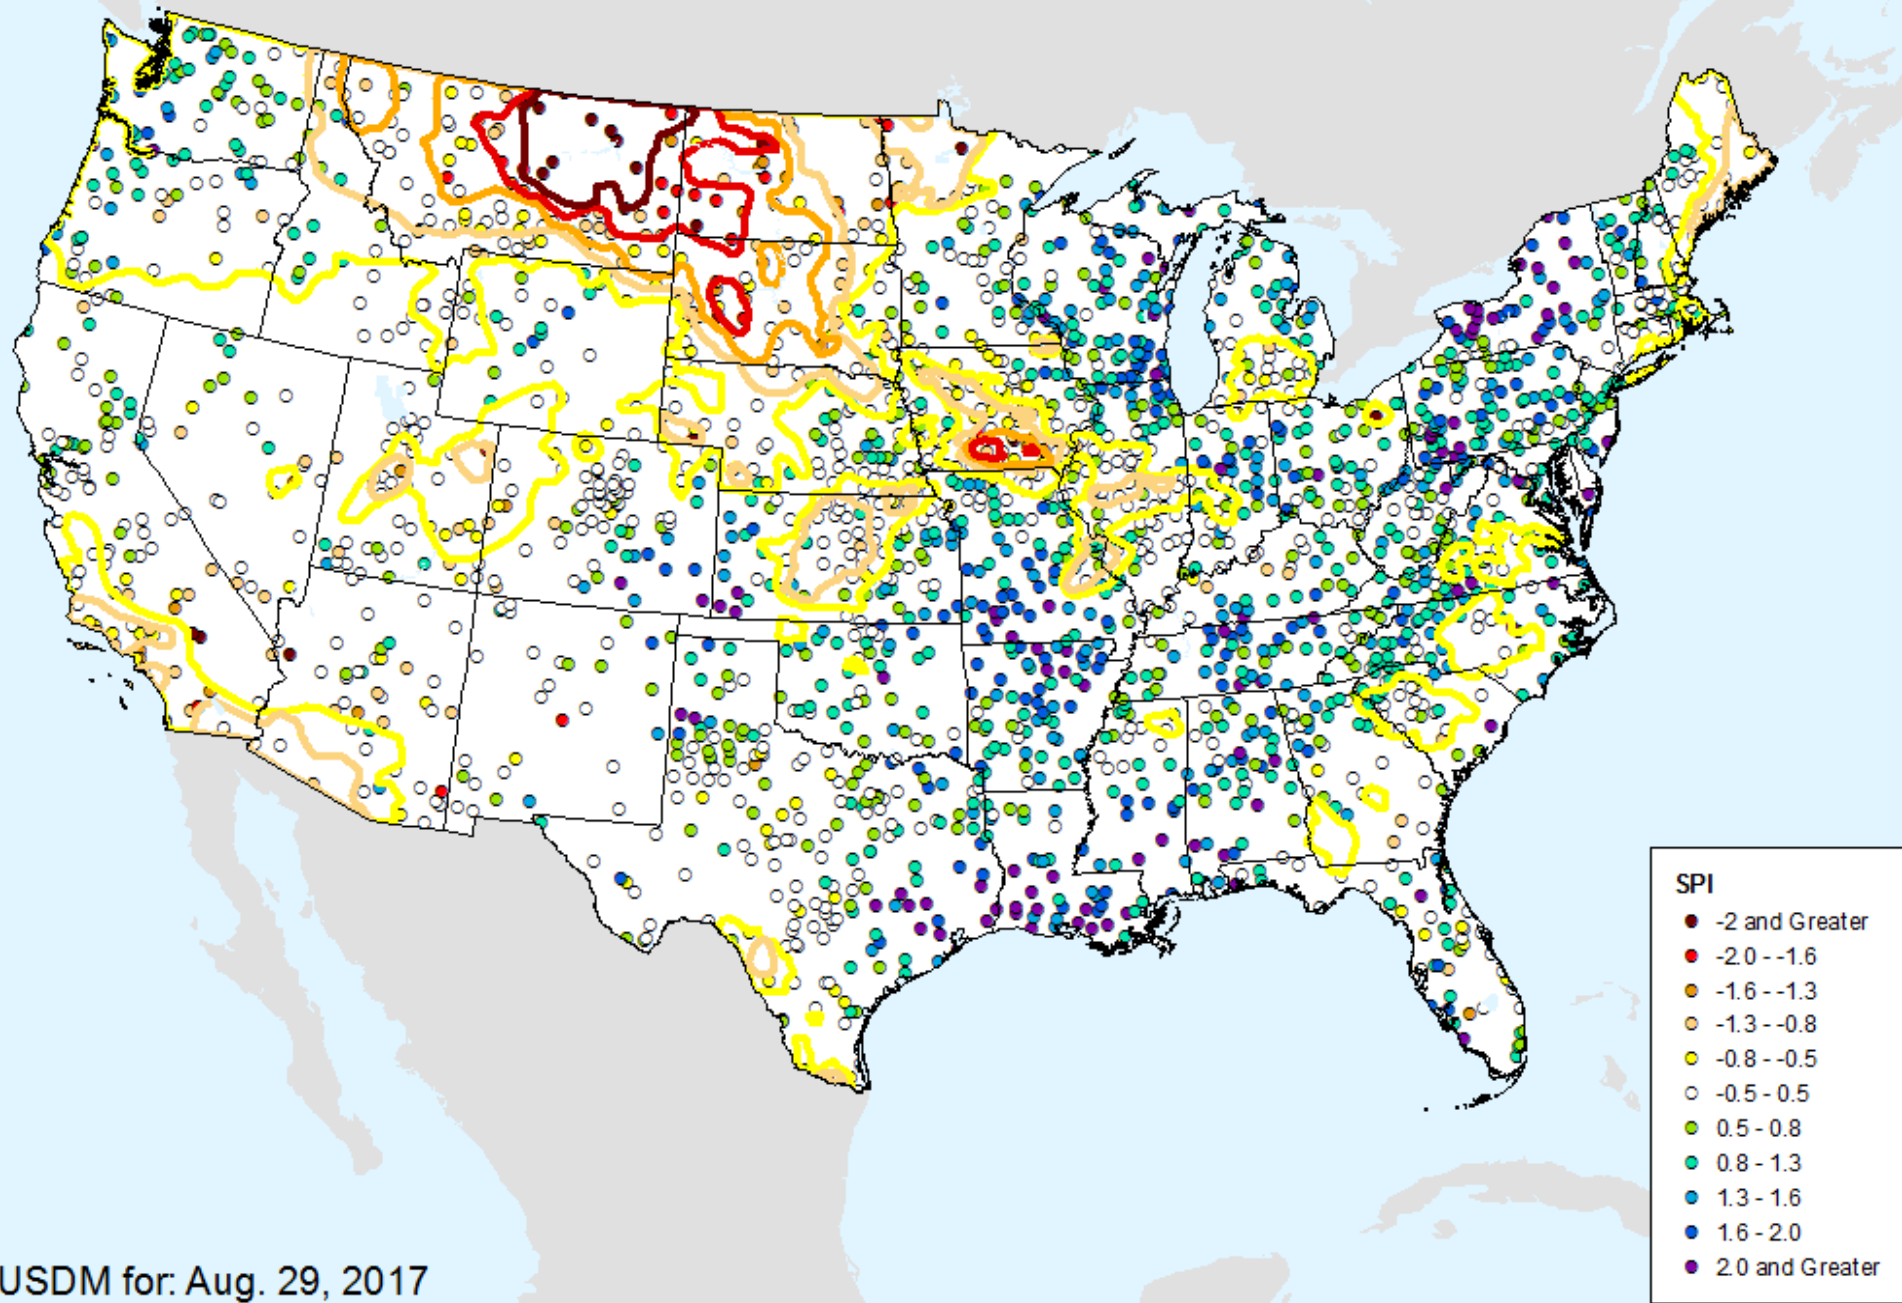 SPI
-2 and Greater
-2.0 - -1.6
-1.6 - -1.3
-1.3 - -0.8
-0.8 - -0.5
-0.5 - 0.5
0.5 - 0.8
0.8 - 1.3
1.3 - 1.6
1.6 - 2.0
2.0 and Greater
USDM for: Aug. 29, 2017